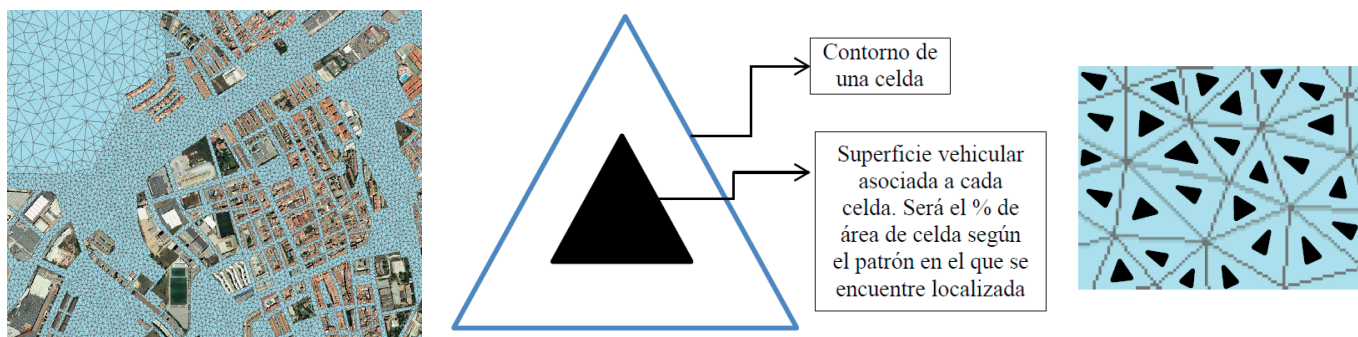 Contorno de
una celda
Superficie vehicular
asociada a cada
celda. Será el % de
área de celda según
el patrón en el que se
encuentre localizada